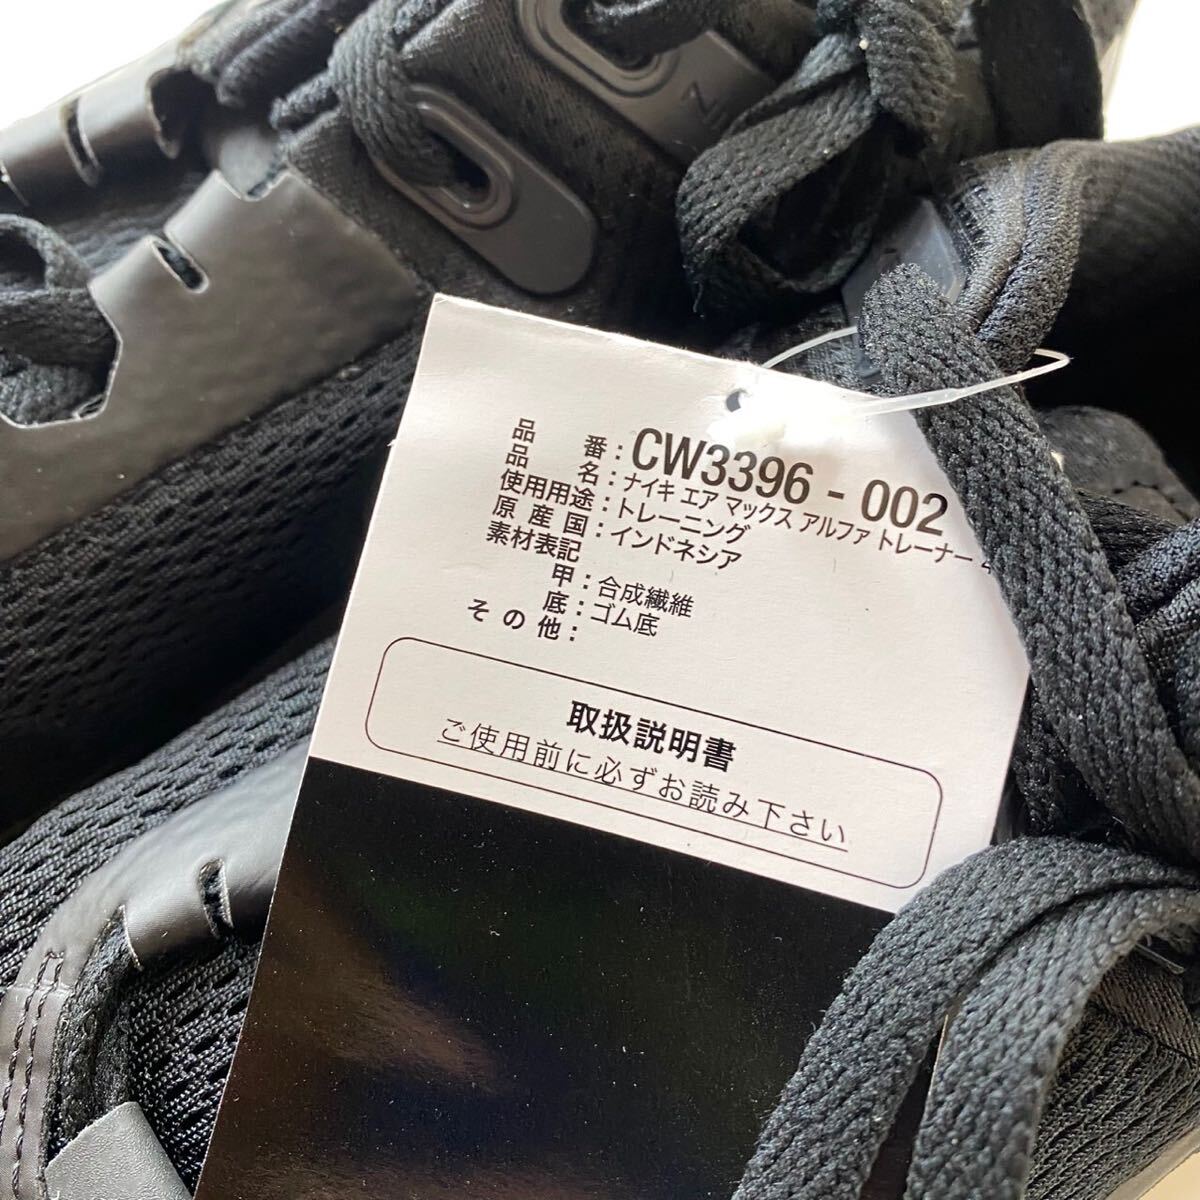 品番：CW3396 - 002
品名：ナイキ エア マックス アルファ トレーナー 4
使用用途：トレーニング
原産国：インドネシア
素材表記
甲：合成繊維
底：ゴム底
その他：
取扱説明書
ご使用前に必ずお読み下さい